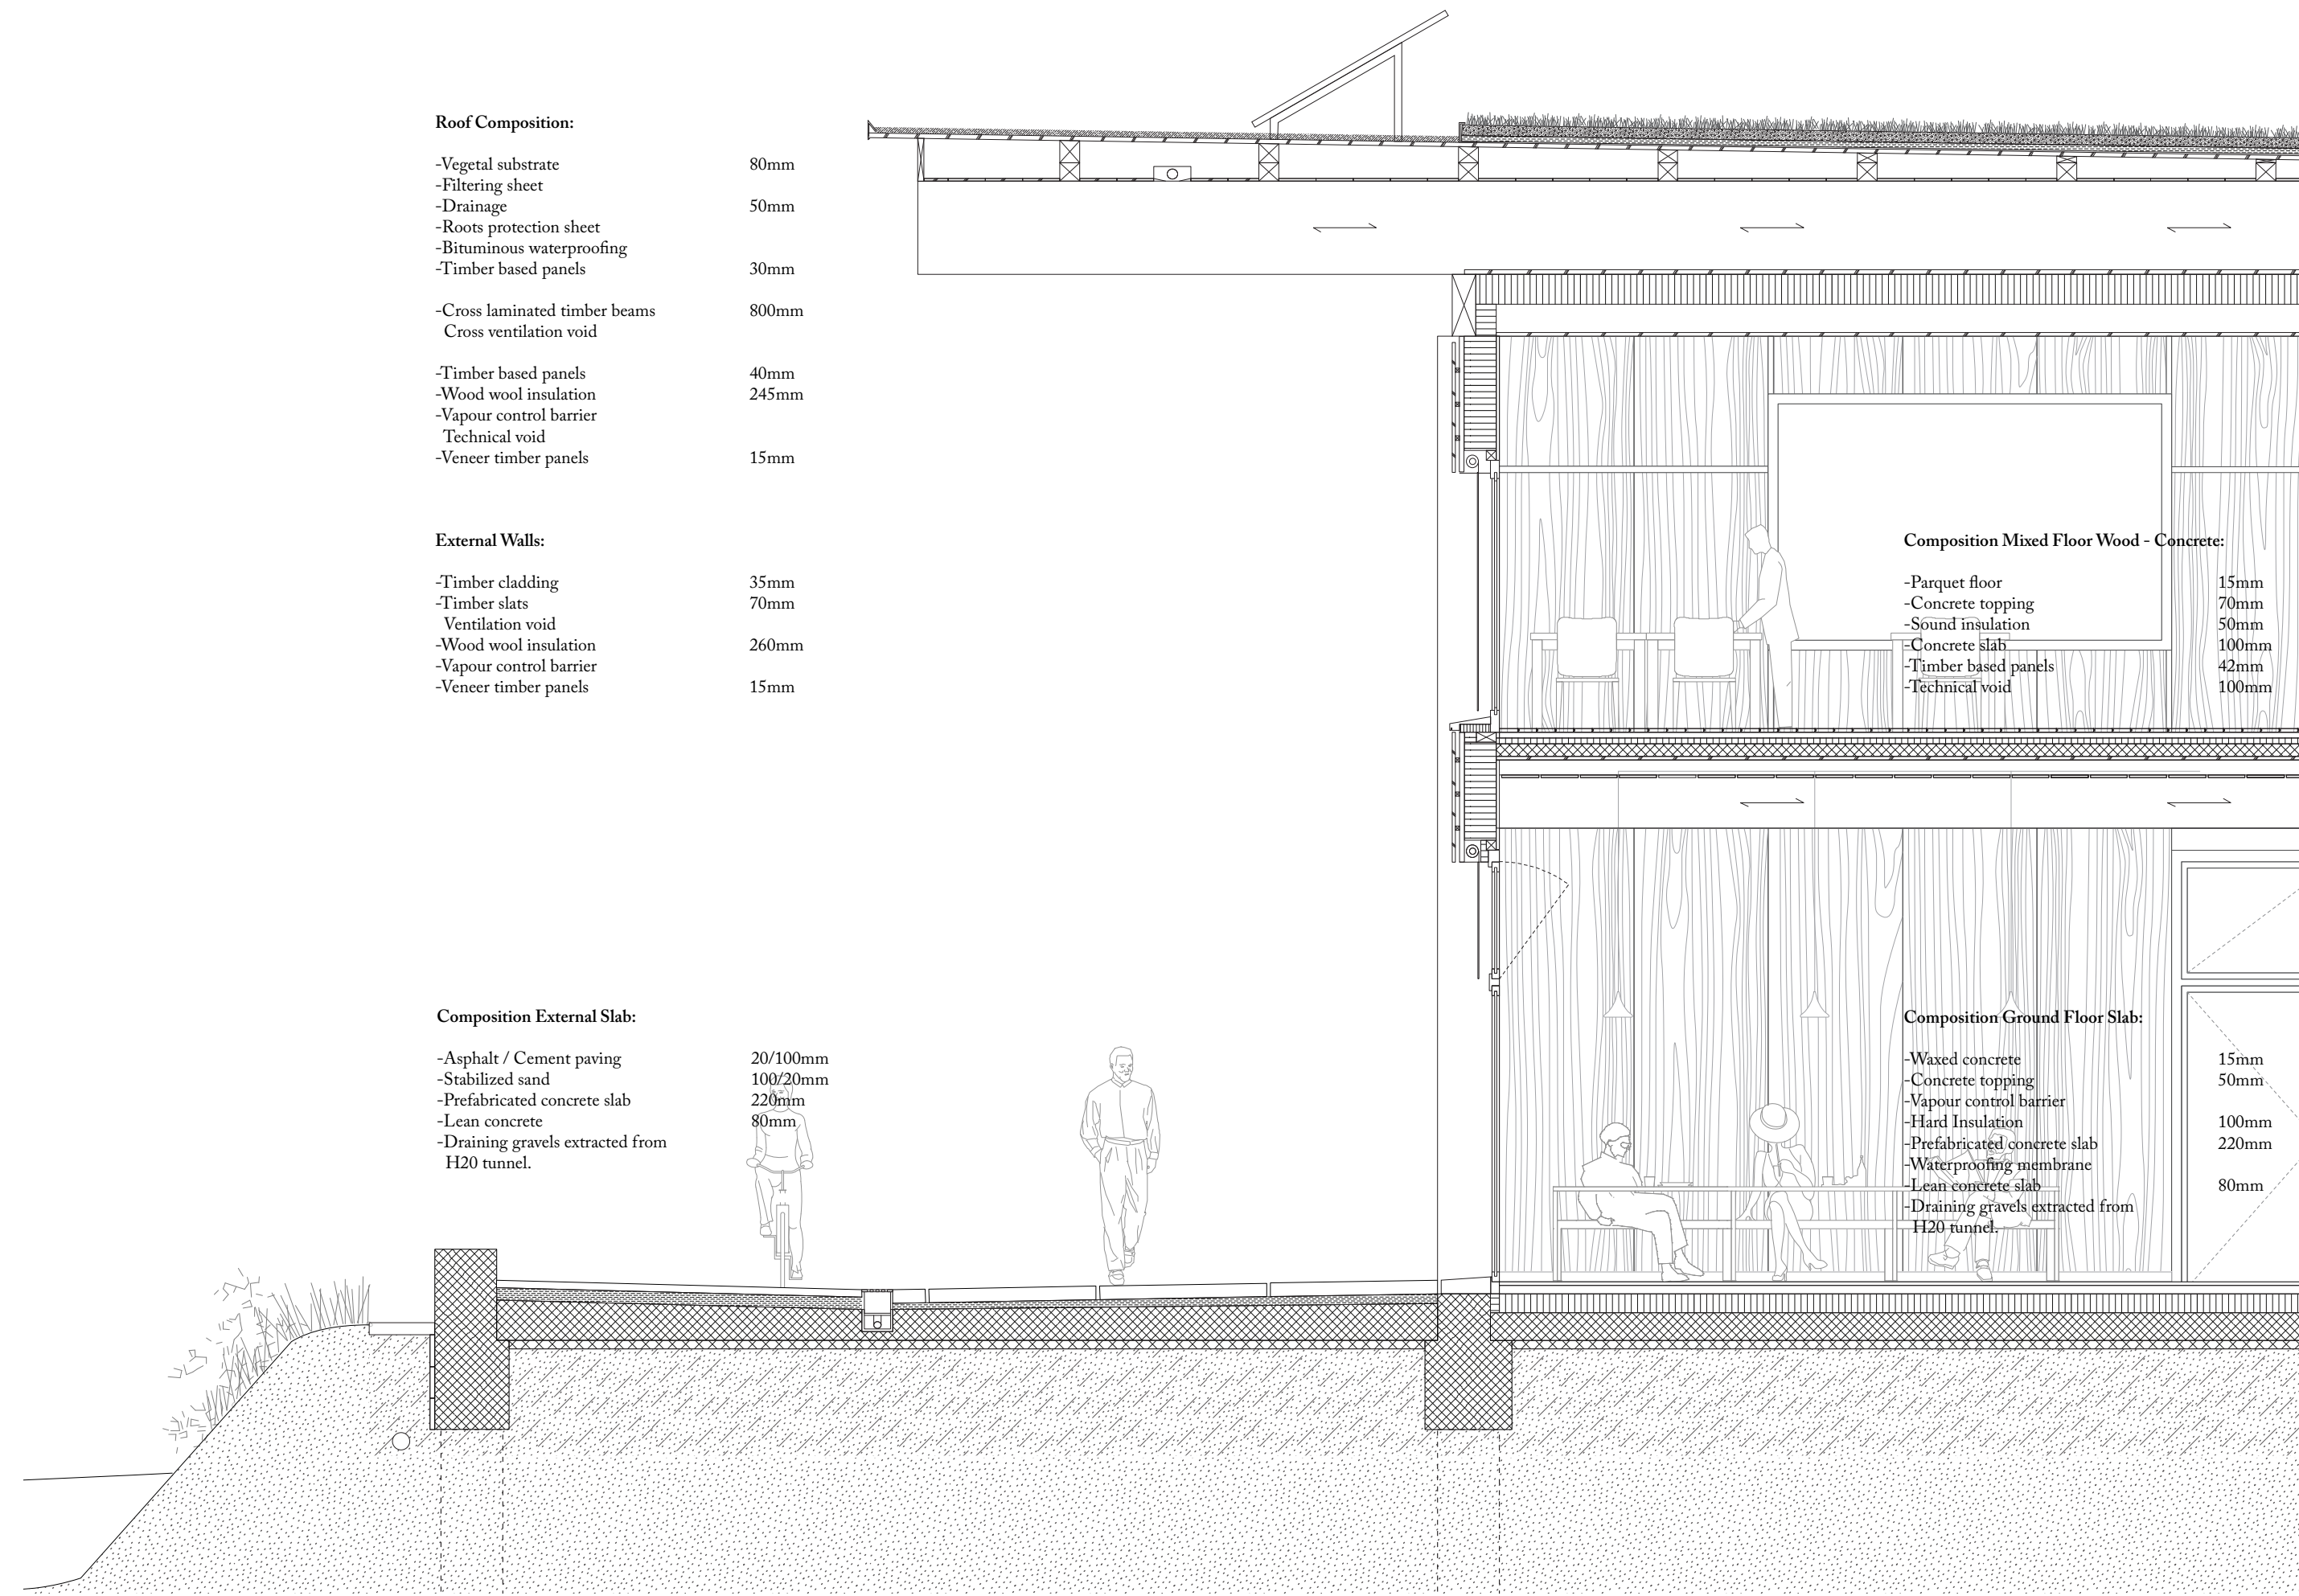 Roof Composition:
-Vegetal substrate 80mm
-Filtering sheet
-Drainage 50mm
-Roots protection sheet
-Bituminous waterproofing
-Timber based panels 30mm
-Cross laminated timber beams 800mm
Cross ventilation void
-Timber based panels 40mm
-Wood wool insulation 245mm
-Vapour control barrier
Technical void
-Veneer timber panels 15mm
External Walls:
-Timber cladding 35mm
-Timber slats 70mm
Ventilation void
-Wood wool insulation 260mm
-Vapour control barrier
-Veneer timber panels 15mm
Composition Mixed Floor Wood - Concrete:
-Parquet floor 15mm
-Concrete topping 70mm
-Sound insulation 50mm
-Concrete slab 100mm
-Timber based panels 42mm
-Technical void 100mm
Composition External Slab:
-Asphalt / Cement paving 20/100mm
-Stabilized sand 100/20mm
-Prefabricated concrete slab 220mm
-Lean concrete 80mm
-Draining gravels extracted from
H20 tunnel.
Composition Ground Floor Slab:
-Waxed concrete 15mm
-Concrete topping 50mm
-Vapour control barrier
-Hard Insulation 100mm
-Prefabricated concrete slab 220mm
-Waterproofing membrane
-Lean concrete slab 80mm
-Draining gravels extracted from
H20 tunnel.